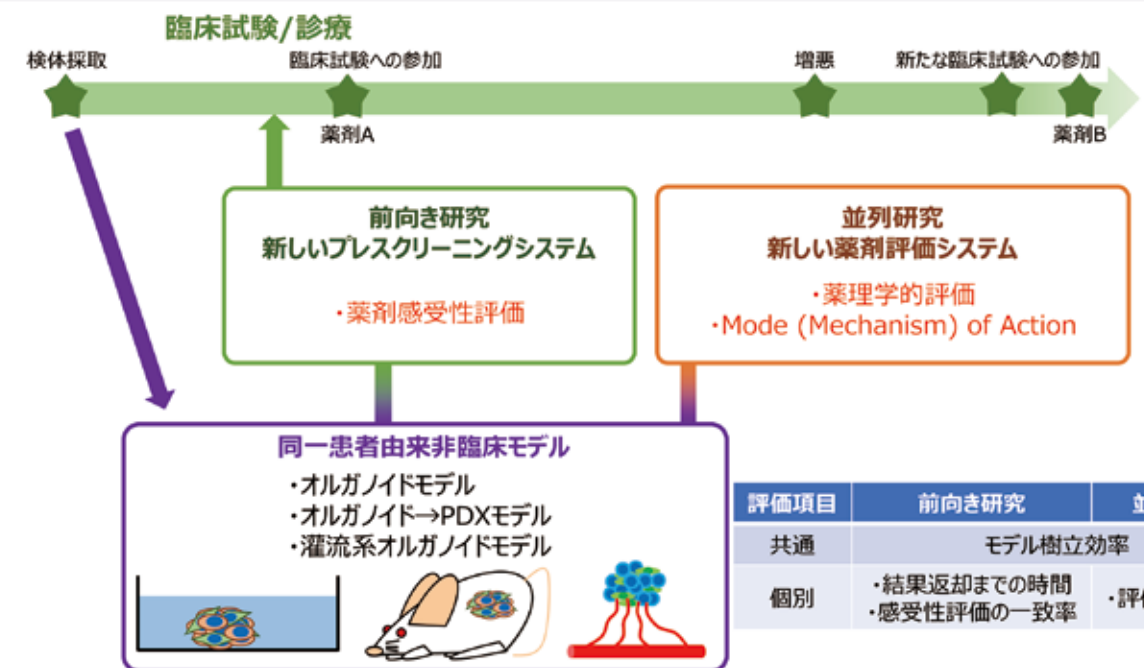 臨床試験/診療
検体採取
臨床試験への参加
増悪
新たな臨床試験への参加
薬剤A
薬剤B
前向き研究
新しいプレスクリーニングシステム
・薬剤感受性評価
並列研究
新しい薬剤評価システム
・薬理学的評価
・Mode (Mechanism) of Action
同一患者由来非臨床モデル
・オルガノイドモデル
・オルガノイド→PDXモデル
・灌流系オルガノイドモデル
評価項目 前向き研究 並
共通 モデル樹立効率
個別 ・結果返却までの時間
・感受性評価の一致率 ・評価